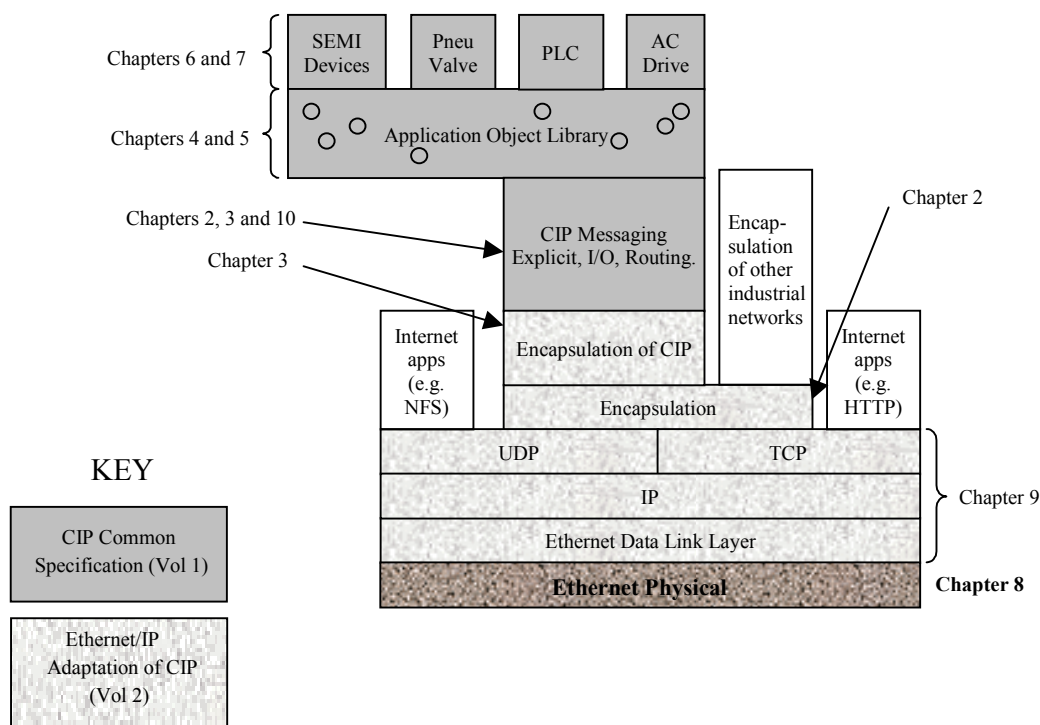 Chapters 6 and 7
SEMI
Devices
Pneu
Valve
PLC
AC
Drive
Chapters 4 and 5
Application Object Library
Chapters 2, 3 and 10
CIP Messaging
Explicit, I/O, Routing.
Encap-
sulation
of other
industrial
networks
Chapter 2
Chapter 3
Internet
apps
(e.g.
NFS)
Encapsulation of CIP
Internet
apps
(e.g.
HTTP)
Encapsulation
UDP
TCP
IP
Ethernet Data Link Layer
Chapter 9
Ethernet Physical
Chapter 8
KEY
CIP Common
Specification (Vol 1)
Ethernet/IP
Adaptation of CIP
(Vol 2)